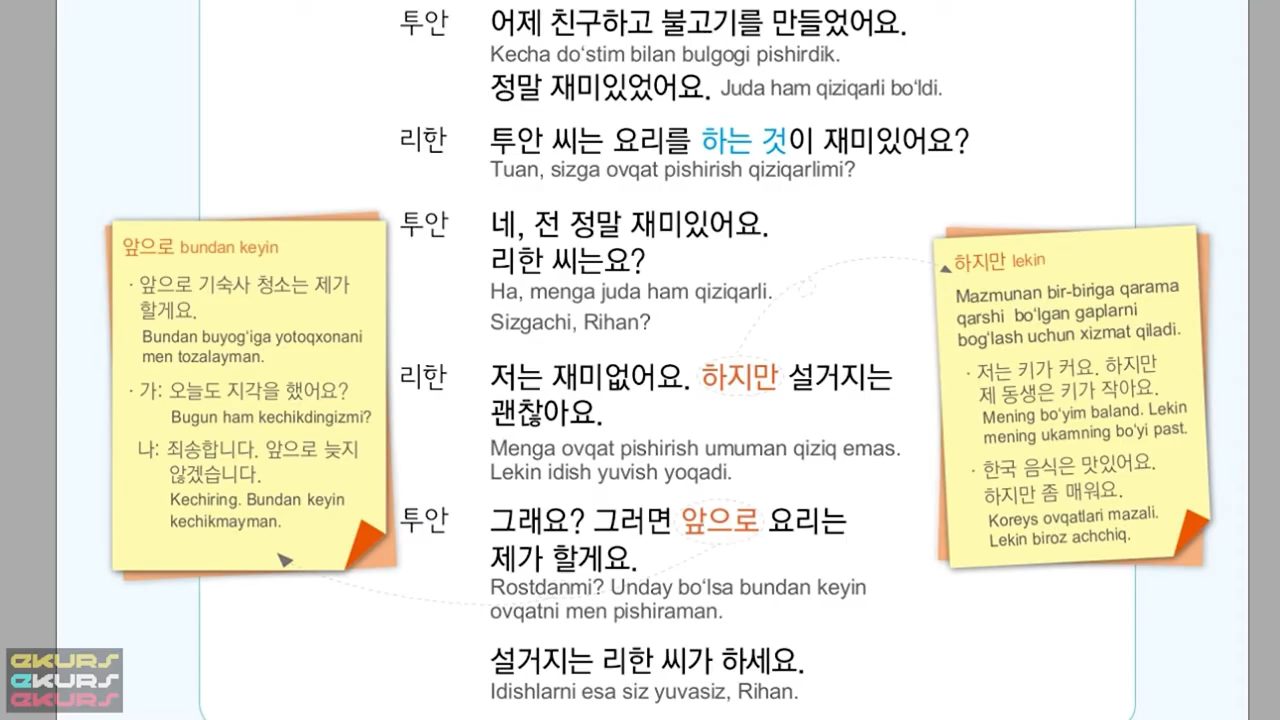 투안 어제 친구하고 불고기를 만들었어요.
Kecha do‘stim bilan bulgogi pishirdik.
정말 재미있었어요. Juda ham qiziqarli bo‘ldi.
리한 투안 씨는 요리를 하는 것이 재미있어요?
Tuan, sizga ovqat pishirish qiziqarlimi?
투안 네, 전 정말 재미있어요.
리한 씨는요?
Ha, menga juda ham qiziqarli.
Sizgachi, Rihan?
리한 저는 재미없어요. 하지만 설거지는
괜찮아요.
Menga ovqat pishirish umuman qiziq emas.
Lekin idish yuvish yoqadi.
투안 그래요? 그러면 앞으로 요리는
제가 할게요.
Rostdanmi? Unday bo‘lsa bundan keyin
ovqatni men pishiraman.
설거지는 리한 씨가 하세요.
Idishlarni esa siz yuvasiz, Rihan.
앞으로 bundan keyin
· 앞으로 기숙사 청소는 제가
할게요.
Bundan buyog‘iga yotoqxonani
men tozalayman.
· 가: 오늘도 지각을 했어요?
Bugun ham kechikdingizmi?
나: 죄송합니다. 앞으로 늦지
않겠습니다.
Kechiring. Bundan keyin
kechikmayman.
하지만 lekin
Mazmunan bir-biriga qarama
qarshi bo‘lgan gaplarni
bog‘lash uchun xizmat qiladi.
· 저는 키가 커요. 하지만
제 동생은 키가 작아요.
Mening bo‘yim baland. Lekin
mening ukamning bo‘yi past.
· 한국 음식은 맛있어요.
하지만 좀 매워요.
Koreys ovqatlari mazali.
Lekin biroz achchiq.
EKURS
EKURS
EKURS